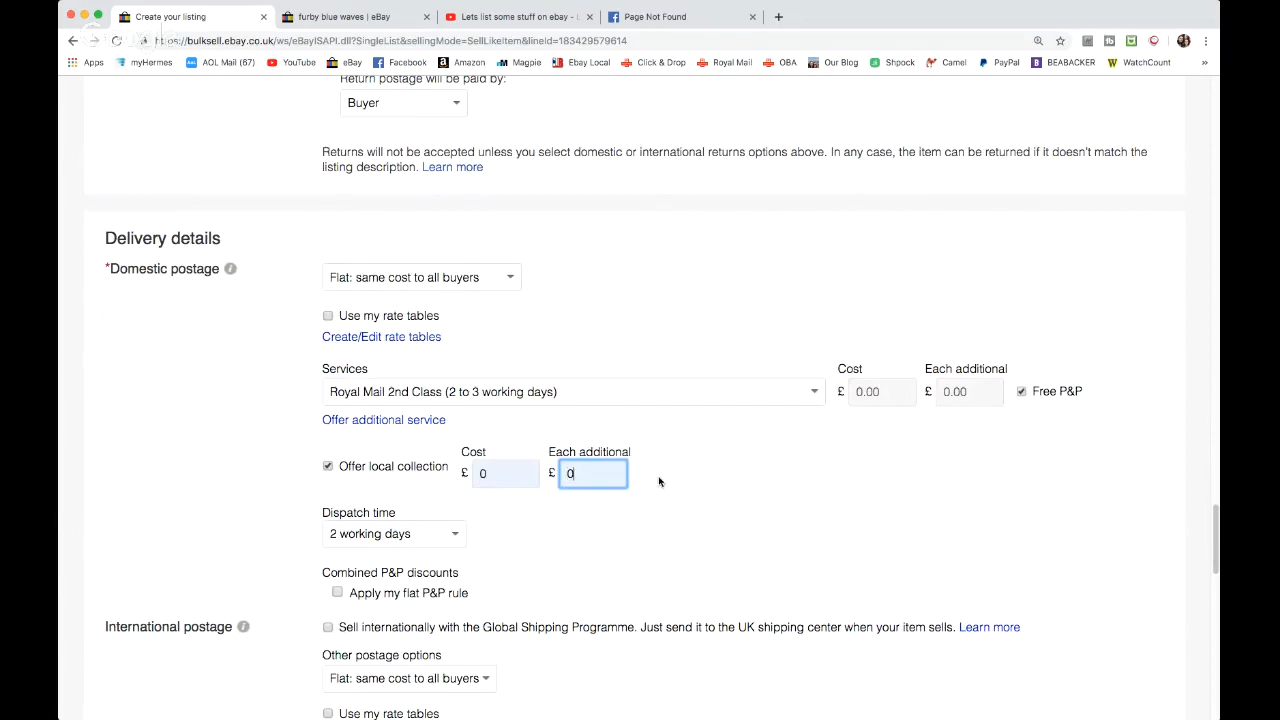 Create your listing
furby blue waves | eBay
Lets list some stuff on ebay - L
Page Not Found
https://bulksell.ebay.co.uk/ws/eBayISAPI.dll?SingleList&sellingMode=SellLikeItem&lineId=183429579614
Apps myHermes AOL Mail (67) YouTube eBay Facebook Amazon Magpie Ebay Local Click & Drop Royal Mail OBA Our Blog Shpock Camel PayPal BEABACKER WatchCount »
Return postage will be paid by:
Buyer
Returns will not be accepted unless you select domestic or international returns options above. In any case, the item can be returned if it doesn't match the
listing description. Learn more
Delivery details
*Domestic postage
Flat: same cost to all buyers
Use my rate tables
Create/Edit rate tables
Services Cost Each additional
Royal Mail 2nd Class (2 to 3 working days) £ 0.00 £ 0.00 Free P&P
Offer additional service
Cost Each additional
Offer local collection £ 0 £ 0
Dispatch time
2 working days
Combined P&P discounts
Apply my flat P&P rule
International postage
Sell internationally with the Global Shipping Programme. Just send it to the UK shipping center when your item sells. Learn more
Other postage options
Flat: same cost to all buyers
Use my rate tables